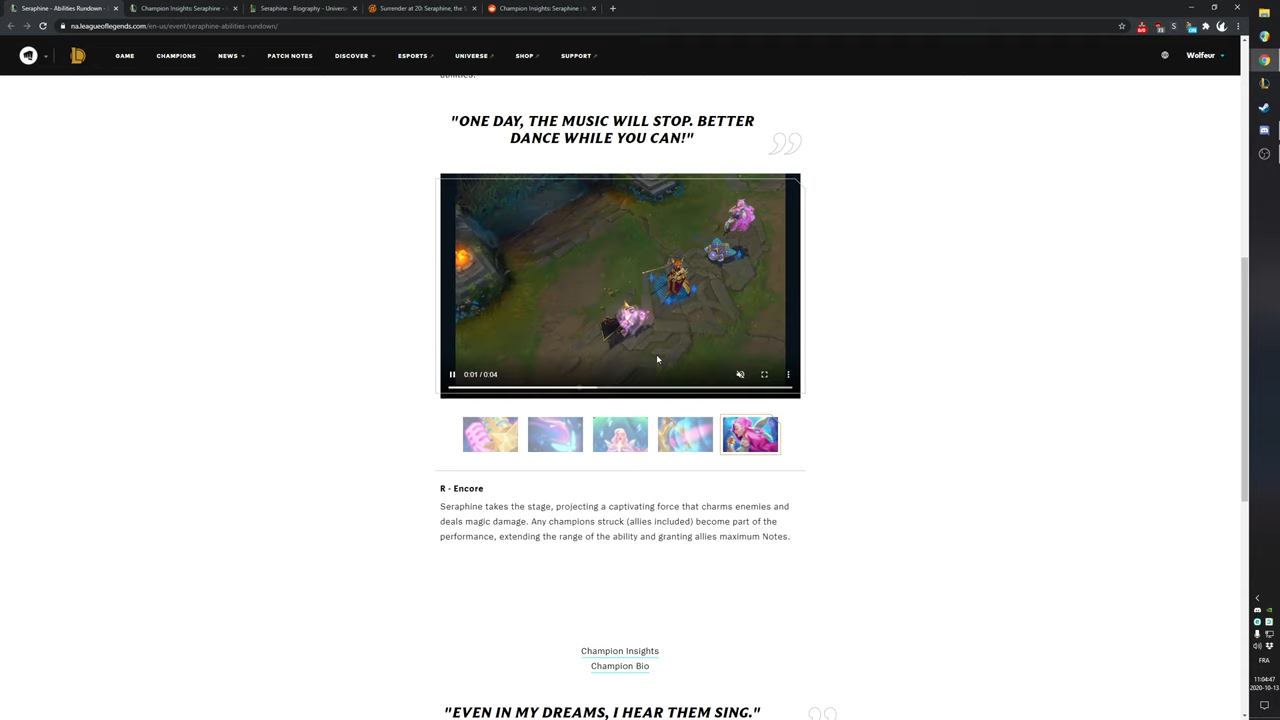 Seraphine - Abilities Rundown -
Champion Insights: Seraphine -
Seraphine - Biography - Universe
Surrender at 20: Seraphine, the S
Champion Insights: Seraphine : l
na.leagueoflegends.com/en-us/event/seraphine-abilities-rundown/
GAME
CHAMPIONS
NEWS
PATCH NOTES
DISCOVER
ESPORTS
UNIVERSE
SHOP
SUPPORT
Wolfeur
abilities.
"ONE DAY, THE MUSIC WILL STOP. BETTER
DANCE WHILE YOU CAN!"
0:01 / 0:04
R - Encore
Seraphine takes the stage, projecting a captivating force that charms enemies and
deals magic damage. Any champions struck (allies included) become part of the
performance, extending the range of the ability and granting allies maximum Notes.
Champion Insights
Champion Bio
"EVEN IN MY DREAMS, I HEAR THEM SING."
FRA
11:04:47
2020-10-13